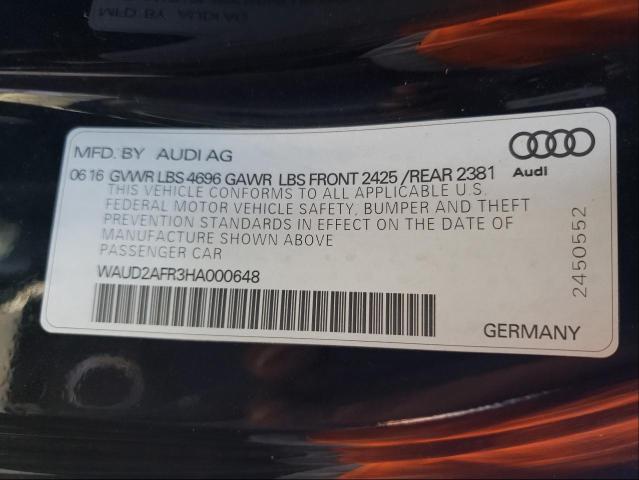 MFD. BY AUDI AG
Audi
06 16 GVWR LBS 4696 GAWR LBS FRONT 2425 /REAR 2381
THIS VEHICLE CONFORMS TO ALL APPLICABLE U.S.
FEDERAL MOTOR VEHICLE SAFETY, BUMPER AND THEFT
PREVENTION STANDARDS IN EFFECT ON THE DATE OF
MANUFACTURE SHOWN ABOVE
PASSENGER CAR
WAUD2AFR3HA000648
2450552
GERMANY